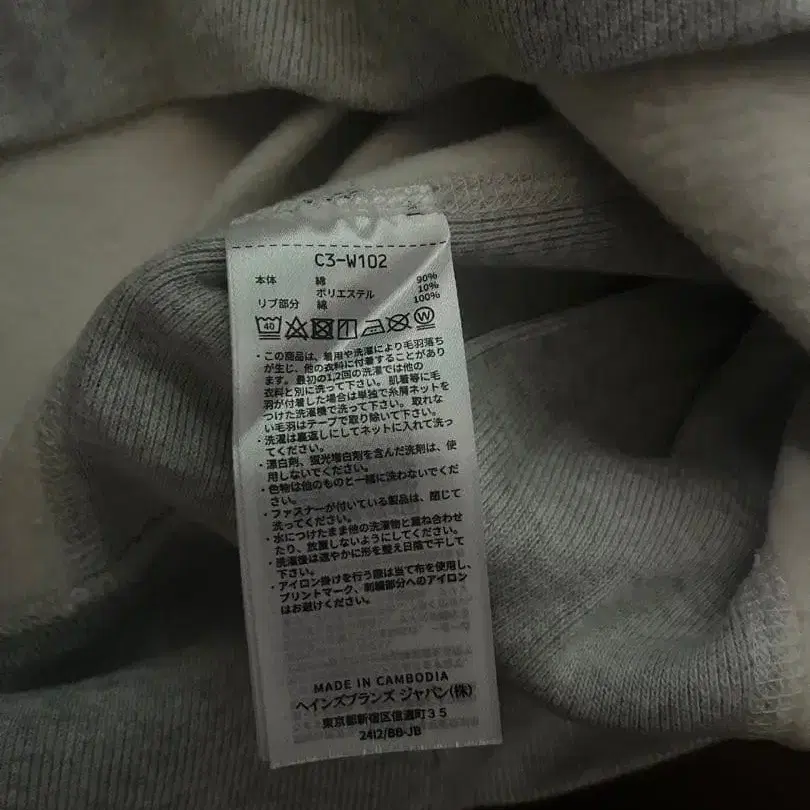 C3-W102
本体 綿 90%
ポリエステル 10%
リブ部分 綿 100%
40 W
・この商品は、着用や洗濯により毛羽落ち
が生じ、他の衣料に付着することがあり
ます。最初の1,2回の洗濯では他の
衣料と別に洗って下さい。肌着等に毛
羽が付着した場合は単独で糸屑ネットを
つけた洗濯機で洗って下さい。取れな
い毛羽はテープで取り除いて下さい。
・洗濯は裏返しにしてネットに入れて洗っ
てください。
・漂白剤、蛍光増白剤を含んだ洗剤は、使
用しないでください。
・色物は他のものと一緒に洗わないでくだ
さい。
・ファスナーが付いている製品は、閉じて
洗ってください。
・水につけたまま他の洗濯物と重ね合わせ
たり、放置しないようにしてください。
・洗濯後は速やかに形を整え日陰で干して
下さい。
・アイロン掛けを行う際は当て布を使用し、
プリントマーク、刺繍部分へのアイロン
はお避けください。
MADE IN CAMBODIA
ヘインズブランズ ジャパン(株)
東京都新宿区信濃町35
2412/BB-JB